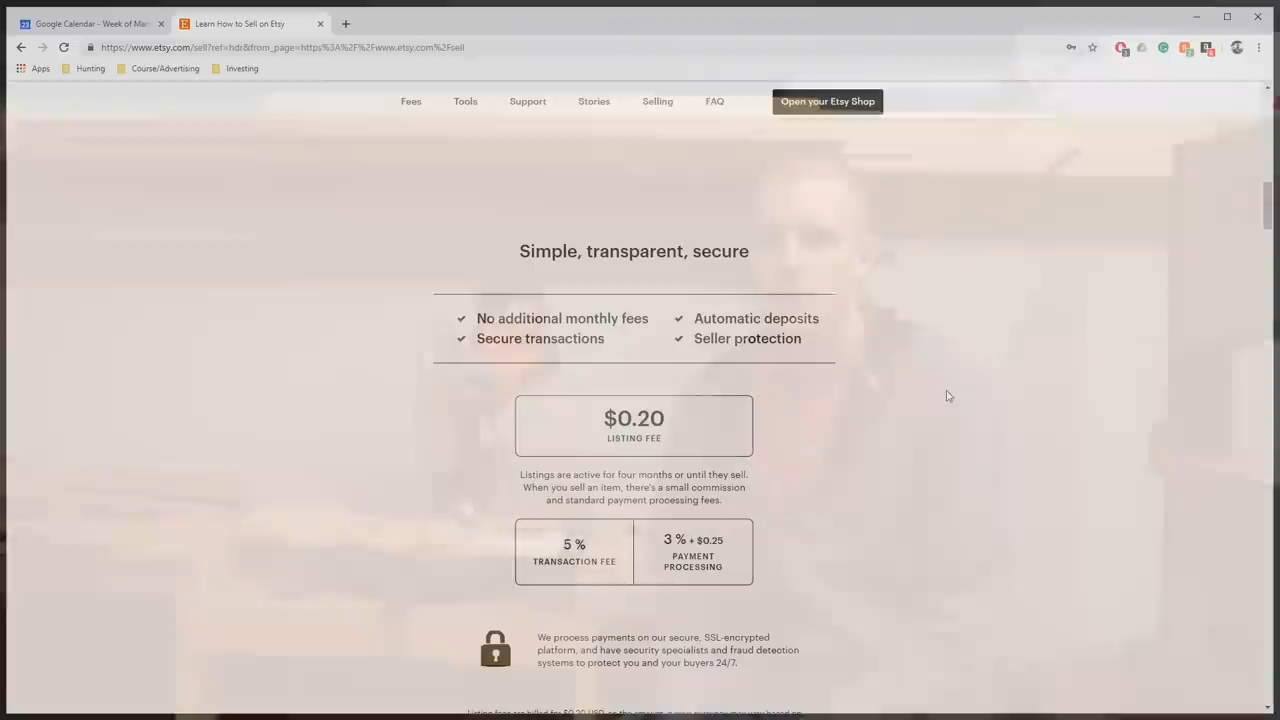 Google Calendar - Week of Mar
Learn How to Sell on Etsy
https://www.etsy.com/sell?ref=hdr&from_page=https%3A%2F%2Fwww.etsy.com%2Fsell
Apps
Hunting
Course/Advertising
Investing
Fees
Tools
Support
Stories
Selling
FAQ
Open your Etsy Shop
Simple, transparent, secure
No additional monthly fees
Automatic deposits
Secure transactions
Seller protection
$0.20
LISTING FEE
Listings are active for four months or until they sell.
When you sell an item, there's a small commission
and standard payment processing fees.
5 %
TRANSACTION FEE
3 % + $0.25
PAYMENT
PROCESSING
We process payments on our secure, SSL-encrypted
platform, and have security specialists and fraud detection
systems to protect you and your buyers 24/7.